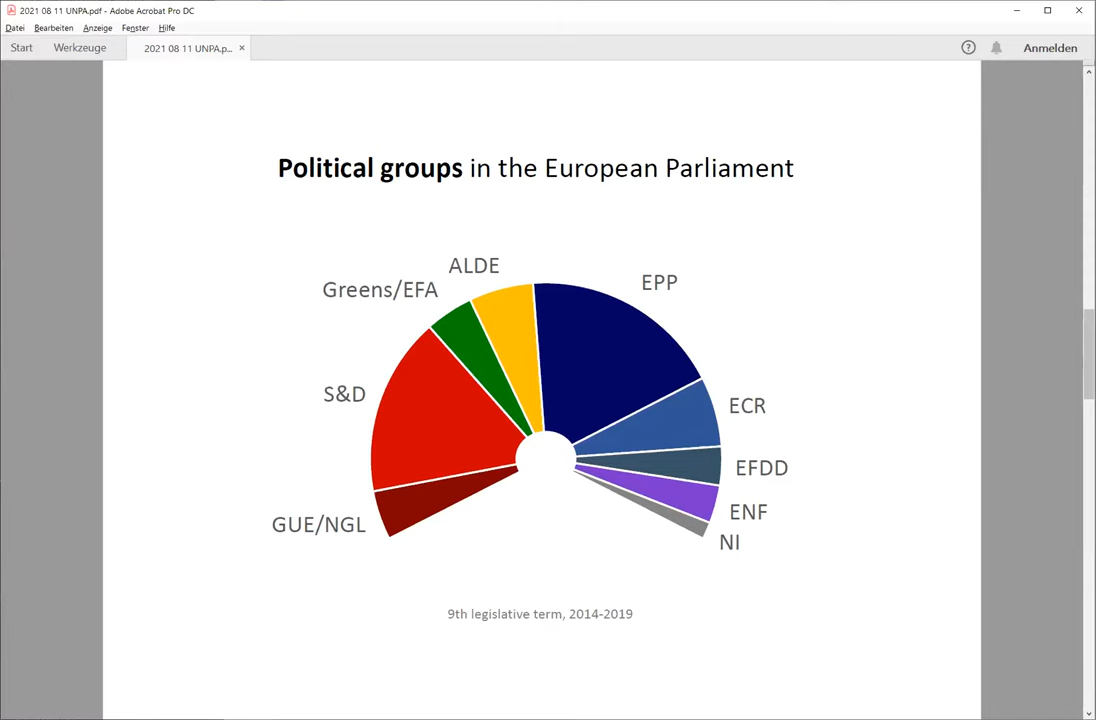 2021 08 11 UNPA.pdf - Adobe Acrobat Pro DC
Datei Bearbeiten Anzeige Fenster Hilfe
Start Werkzeuge 2021 08 11 UNPA.p... × Anmelden
Political groups in the European Parliament
ALDE
EPP
Greens/EFA
S&D
ECR
EFDD
ENF
GUE/NGL
NI
9th legislative term, 2014-2019